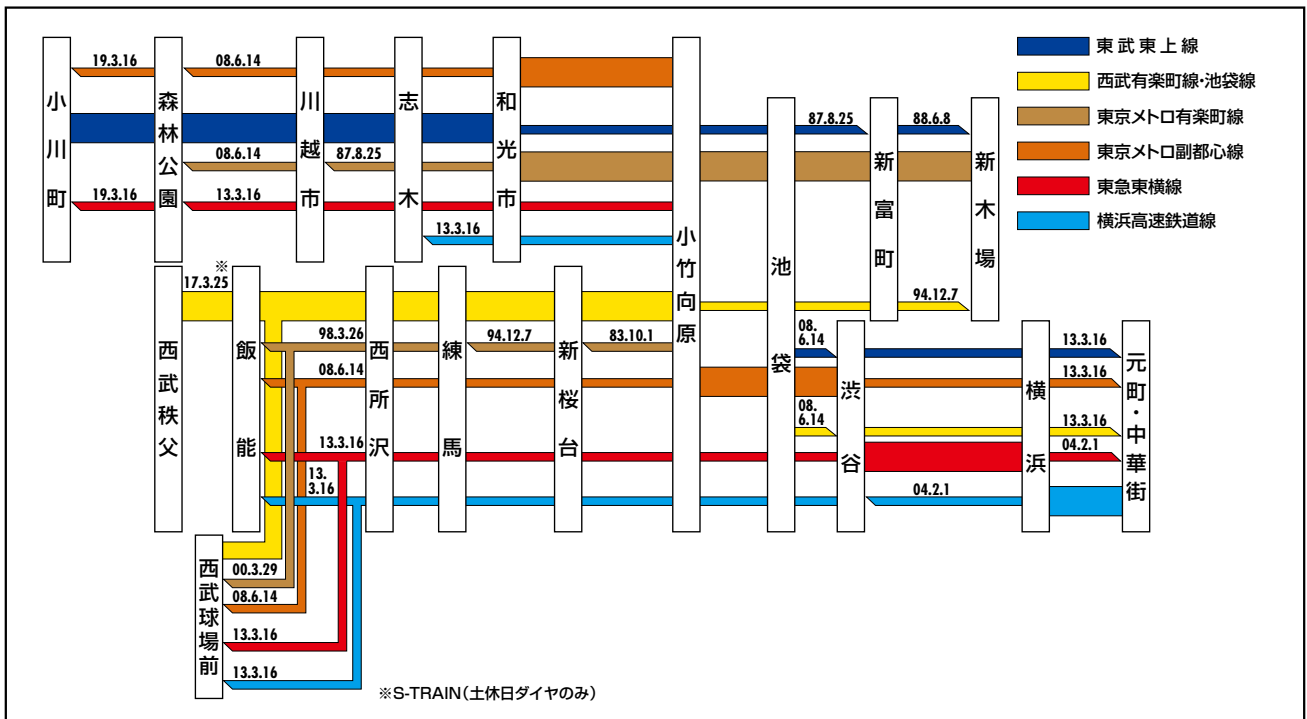 小川町
森林公園
川越市
志木
和光市
小竹向原
池袋
新富町
新木場
19.3.16
08.6.14
08.6.14
87.8.25
19.3.16
13.3.16
13.3.16
87.8.25
88.6.8
94.12.7
東武東上線
西武有楽町線・池袋線
東京メトロ有楽町線
東京メトロ副都心線
東急東横線
横浜高速鉄道線
※
17.3.25
西武秩父
飯能
西所沢
練馬
新桜台
渋谷
横浜
元町・中華街
98.3.26
94.12.7
83.10.1
08.6.14
13.3.16
13.
3.16
08.
6.14
08.
6.14
13.3.16
13.3.16
13.3.16
04.2.1
04.2.1
西武球場前
00.3.29
08.6.14
13.3.16
13.3.16
※S-TRAIN(土休日ダイヤのみ)